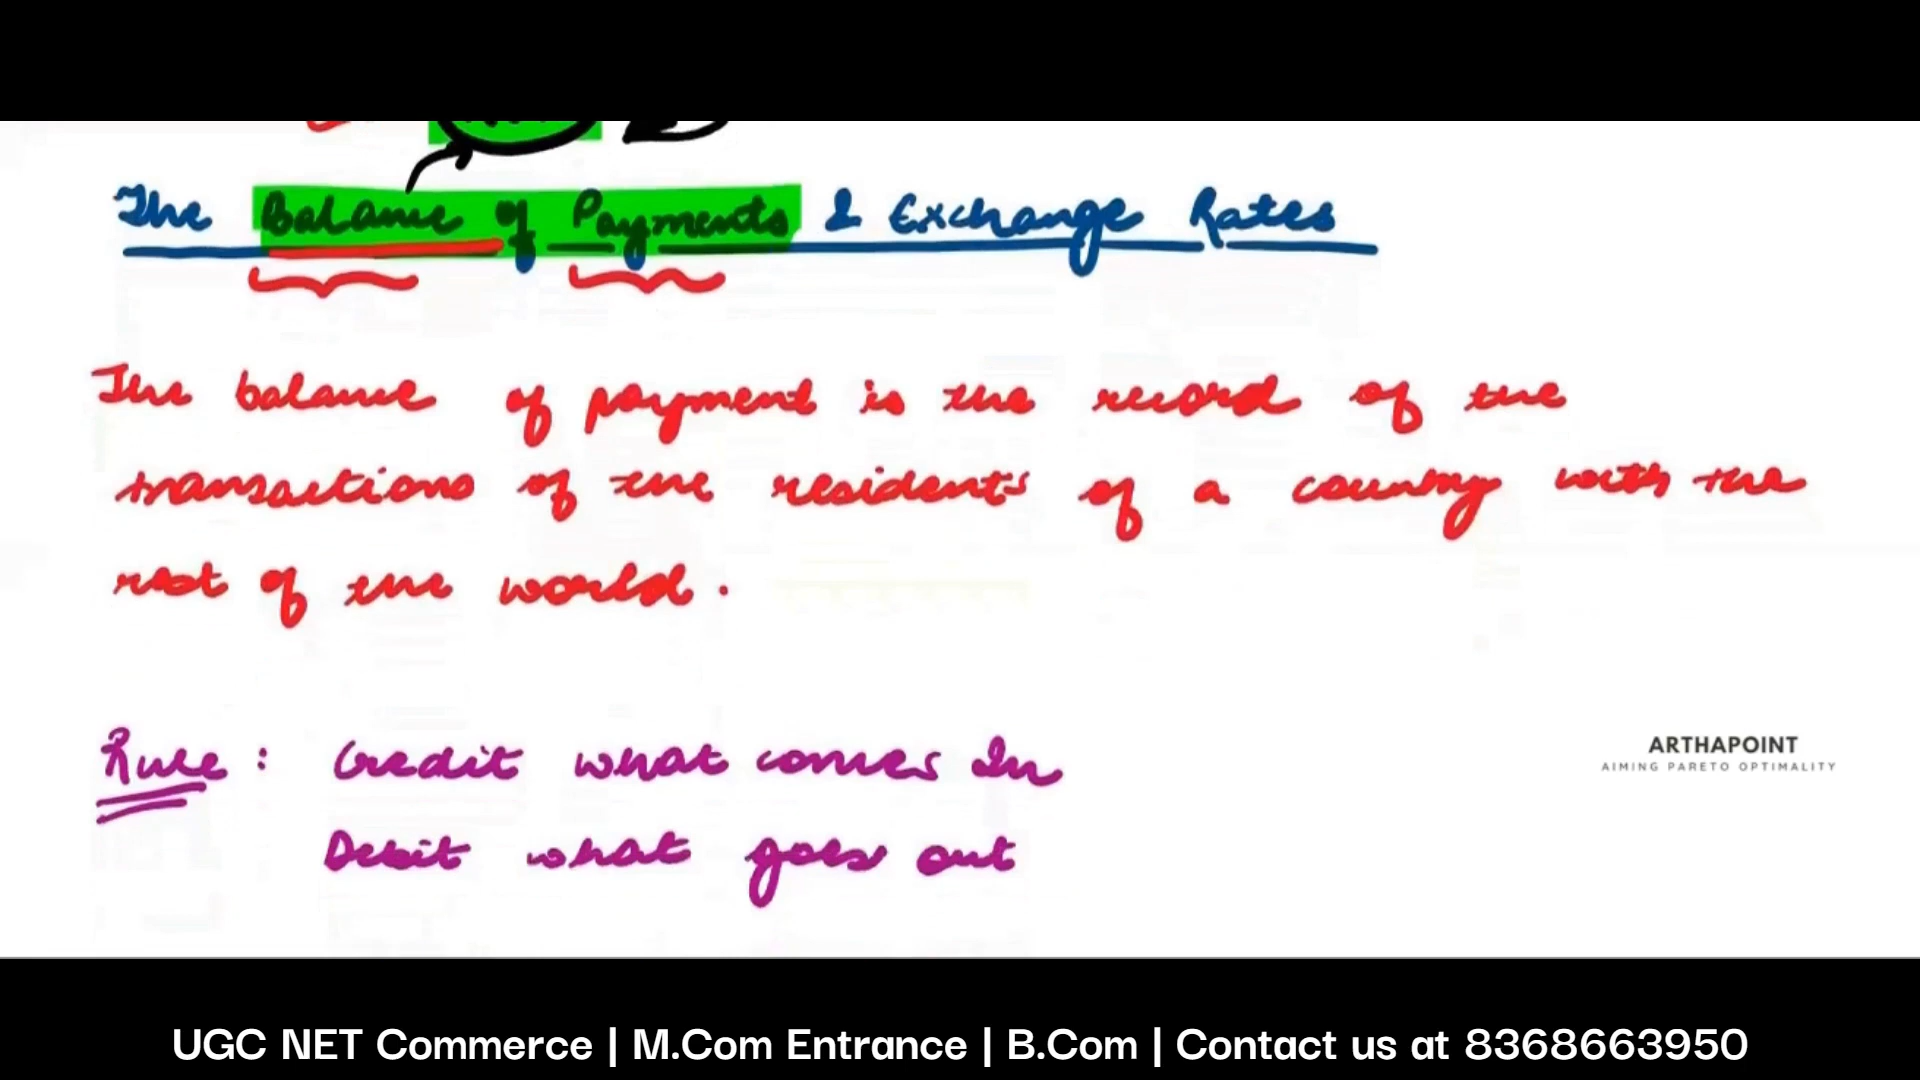 The Balance of Payments & Exchange Rates
The balance of payment is the record of the
transactions of the residents of a country with the
rest of the world.
Rule : Credit what comes In
Debit what goes out
ARTHAPOINT
AIMING PARETO OPTIMALITY
UGC NET Commerce | M.Com Entrance | B.Com | Contact us at 8368663950